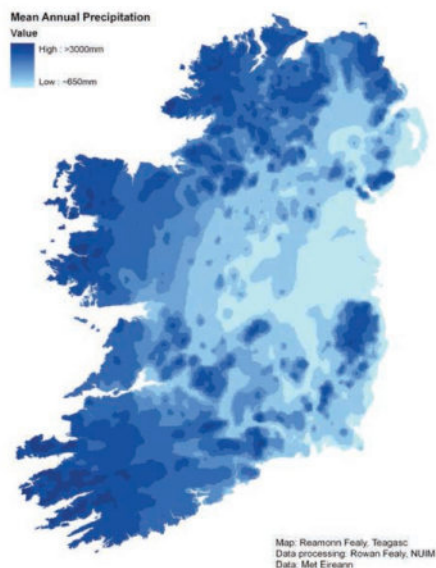 Mean Annual Precipitation
Value
High : >3000mm
Low : ~650mm
Map: Reamonn Fealy, Teagasc
Data processing: Rowan Fealy, NUIM
Data: Met Eireann